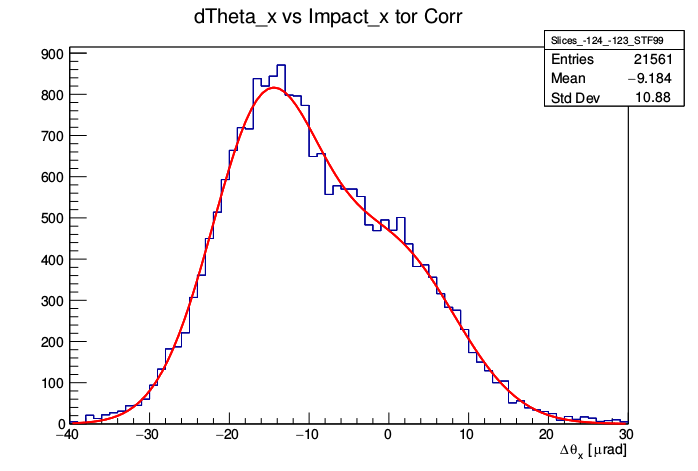 dTheta_x vs Impact_x tor Corr
Slices_-124_-123_STF99
Entries 21561
Mean −9.184
Std Dev 10.88
900
800
700
600
500
400
300
200
100
0
−40 −30 −20 −10 0 10 20 30
Δθx [μrad]